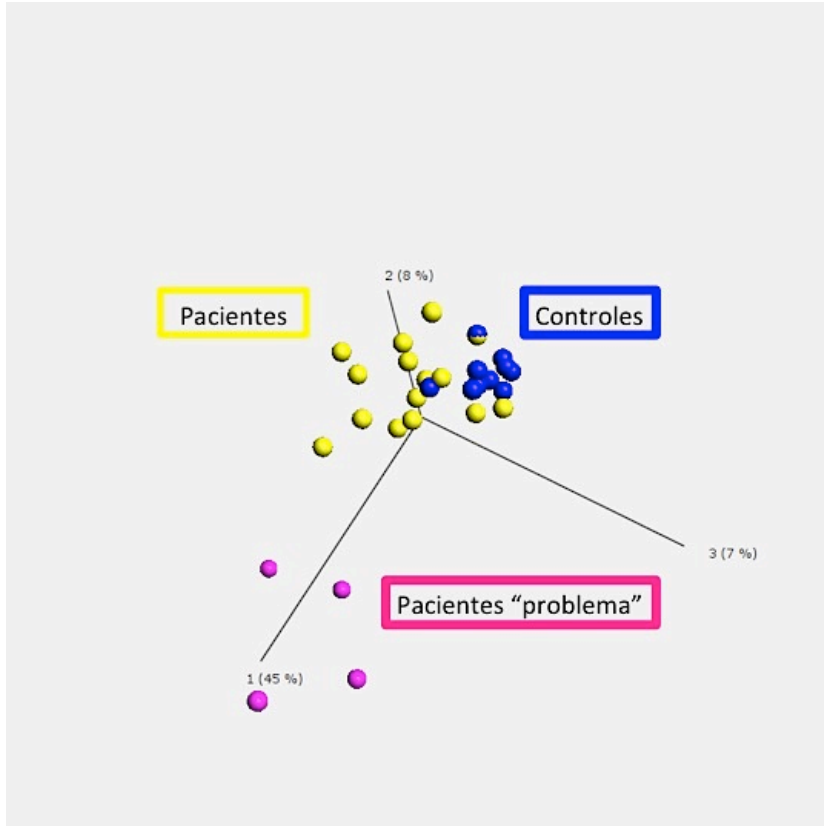 2 (8 %)
Pacientes
Controles
3 (7 %)
Pacientes “problema”
1 (45 %)